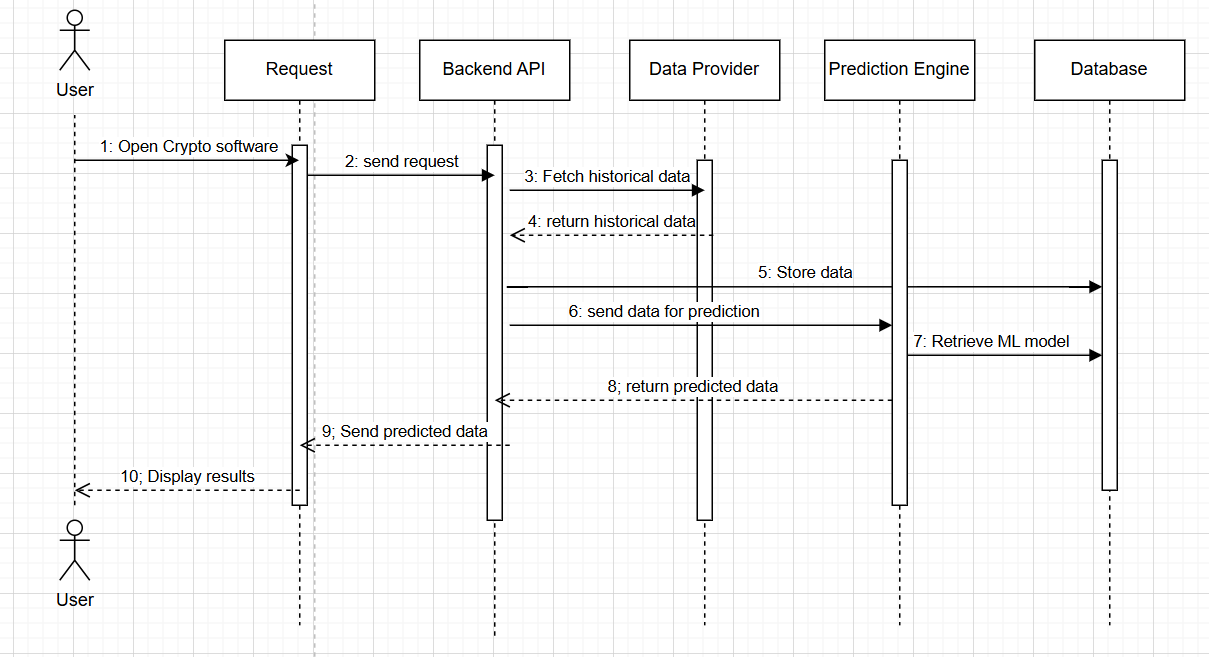 User
Request
Backend API
Data Provider
Prediction Engine
Database
1: Open Crypto software
2: send request
3: Fetch historical data
4: return historical data
5: Store data
6: send data for prediction
7: Retrieve ML model
8; return predicted data
9; Send predicted data
10; Display results
User